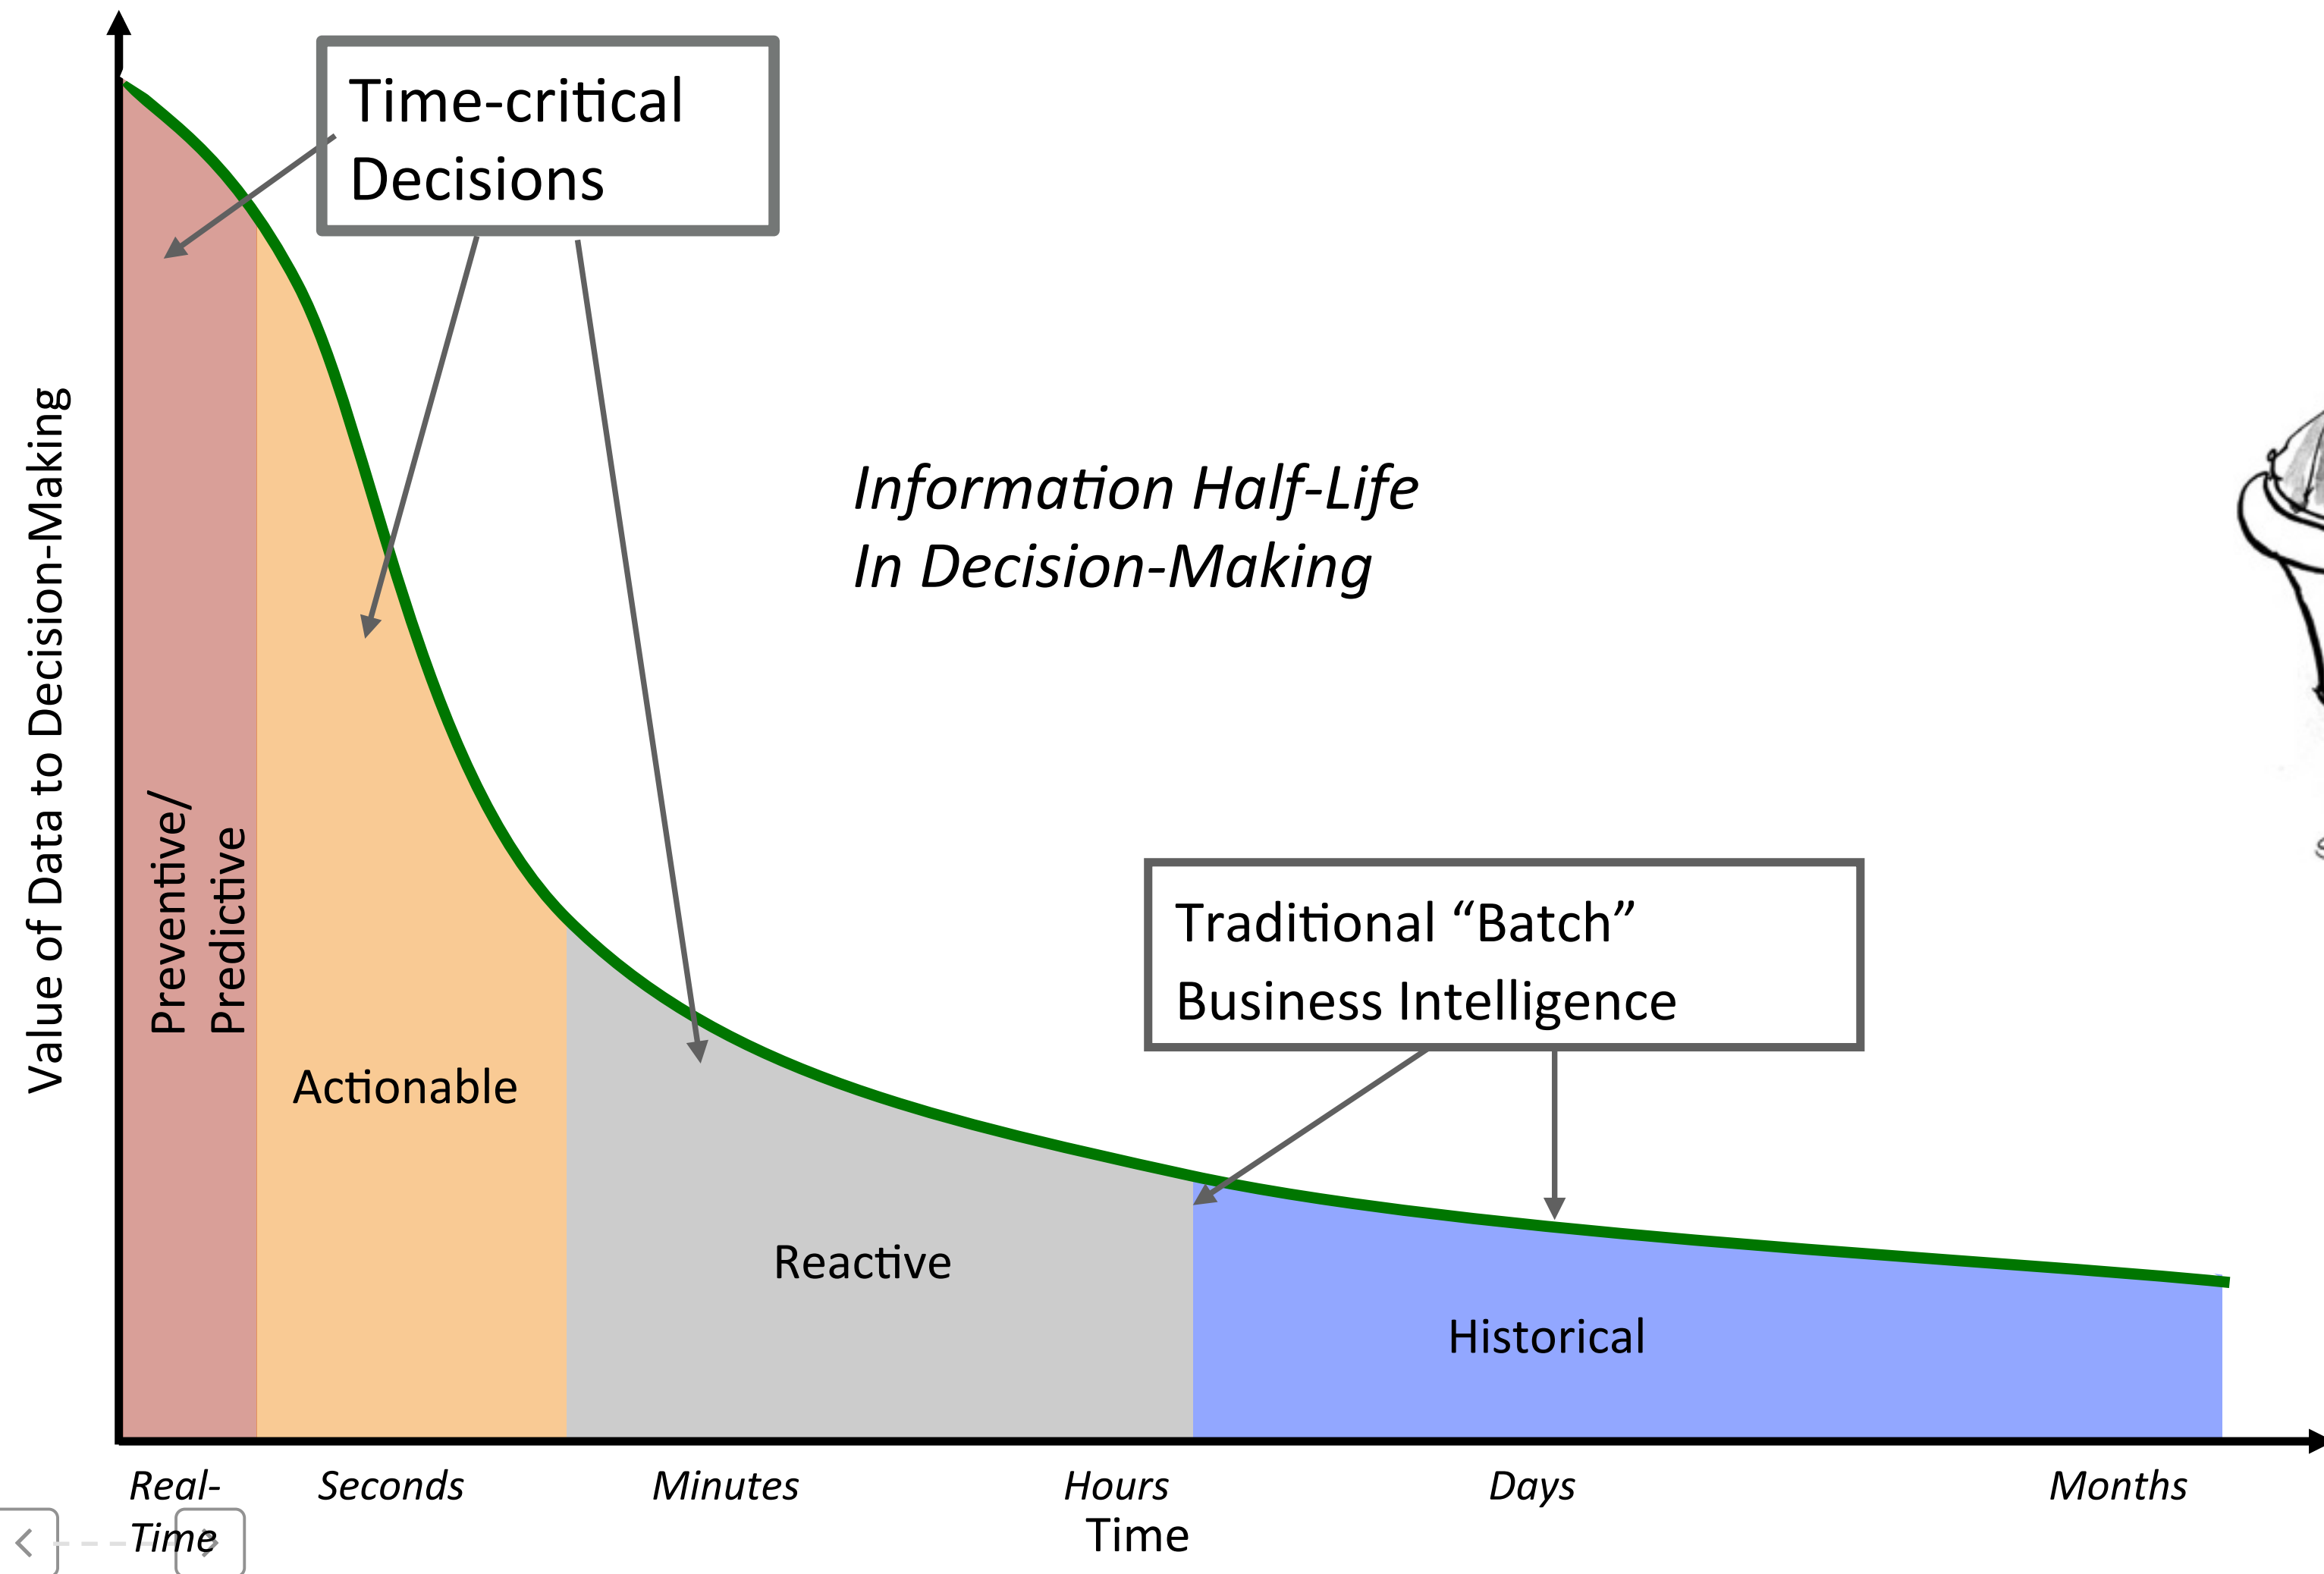 Time-critical
Decisions
Value of Data to Decision-Making
Information Half-Life
In Decision-Making
Preventive/
Predictive
Actionable
Traditional “Batch”
Business Intelligence
Reactive
Historical
Real-
Time
Seconds
Minutes
Hours
Days
Months
Time